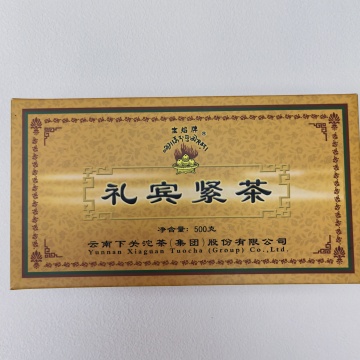 宝焰牌
礼宾紧茶
净含量：500克
云南下关沱茶（集团）股份有限公司
Yunnan Xiaguan Tuocha (Group) Co.,Ltd.